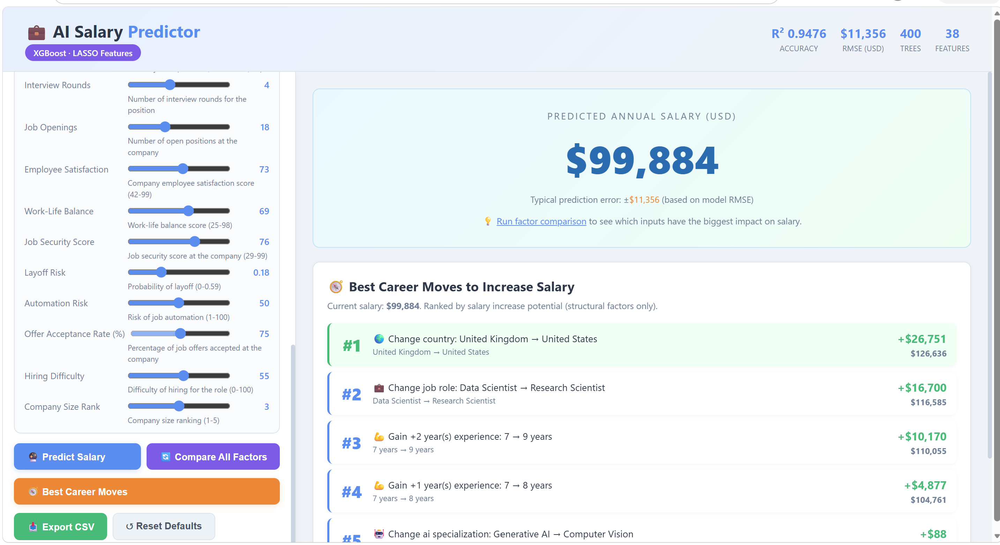 AI Salary Predictor
XGBoost · LASSO Features
R² 0.9476
ACCURACY
$11,356
RMSE (USD)
400
TREES
38
FEATURES
Interview Rounds
4
Number of interview rounds for the
position
Job Openings
18
Number of open positions at the
company
Employee Satisfaction
73
Company employee satisfaction score
(42-99)
Work-Life Balance
69
Work-life balance score (25-98)
Job Security Score
76
Job security score at the company (29-99)
Layoff Risk
0.18
Probability of layoff (0-0.59)
Automation Risk
50
Risk of job automation (1-100)
Offer Acceptance Rate (%)
75
Percentage of job offers accepted at the
company
Hiring Difficulty
55
Difficulty of hiring for the role (0-100)
Company Size Rank
3
Company size ranking (1-5)
Predict Salary
Compare All Factors
Best Career Moves
Export CSV
↺ Reset Defaults
PREDICTED ANNUAL SALARY (USD)
$99,884
Typical prediction error: ±$11,356 (based on model RMSE)
Run factor comparison to see which inputs have the biggest impact on salary.
Best Career Moves to Increase Salary
Current salary: $99,884. Ranked by salary increase potential (structural factors only).
#1
Change country: United Kingdom → United States
United Kingdom → United States
+$26,751
$126,636
#2
Change job role: Data Scientist → Research Scientist
Data Scientist → Research Scientist
+$16,700
$116,585
#3
Gain +2 year(s) experience: 7 → 9 years
7 years → 9 years
+$10,170
$110,055
#4
Gain +1 year(s) experience: 7 → 8 years
7 years → 8 years
+$4,877
$104,761
#5
Change ai specialization: Generative AI → Computer Vision
+$88